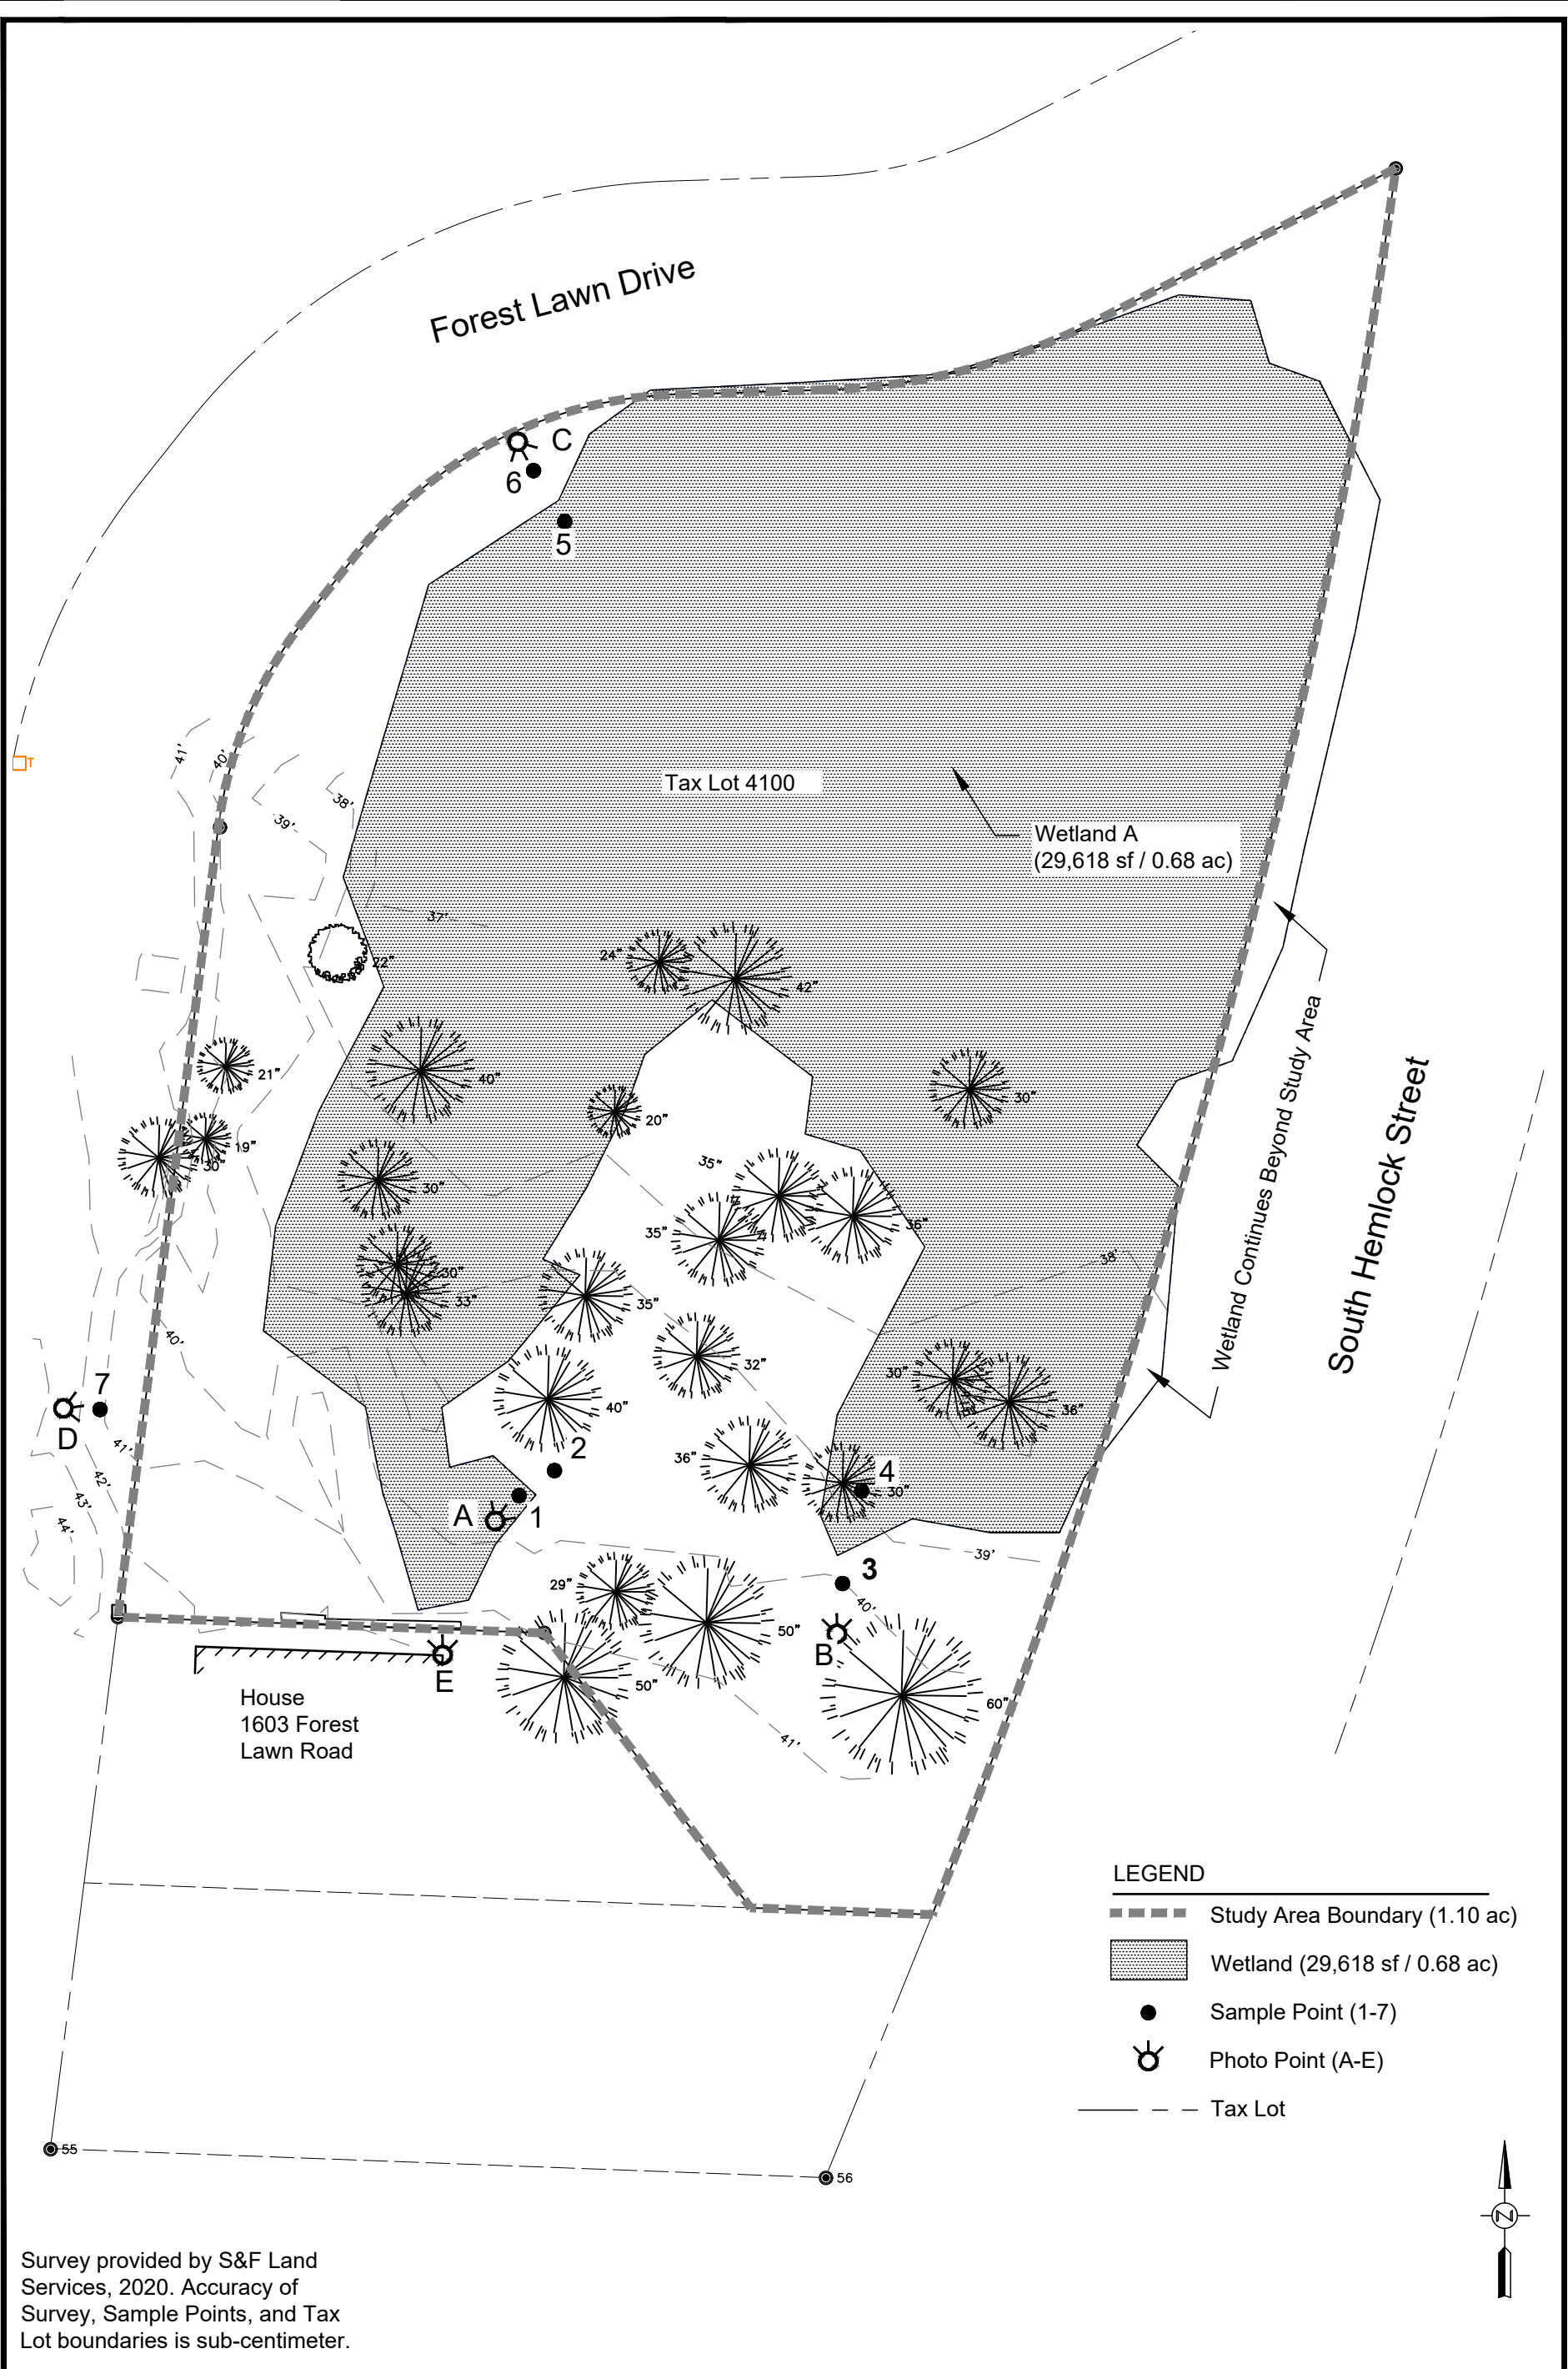 Forest Lawn Drive
C
6
5
41'
40'
T
38'
39'
Tax Lot 4100
Wetland A
(29,618 sf / 0.68 ac)
37'
22"
24"
42"
21"
40"
30"
20"
19"
30"
30"
35"
35"
36"
South Hemlock Street
Wetland Continues Beyond Study Area
38'
30"
33"
35"
40'
32"
30"
36"
7
D
40"
36"
2
4
30"
41'
42'
43'
44'
A
1
39'
3
29"
40'
50"
B
E
50"
60"
House
1603 Forest
Lawn Road
41'
LEGEND
Study Area Boundary (1.10 ac)
Wetland (29,618 sf / 0.68 ac)
Sample Point (1-7)
Photo Point (A-E)
Tax Lot
55
56
N
Survey provided by S&F Land
Services, 2020. Accuracy of
Survey, Sample Points, and Tax
Lot boundaries is sub-centimeter.